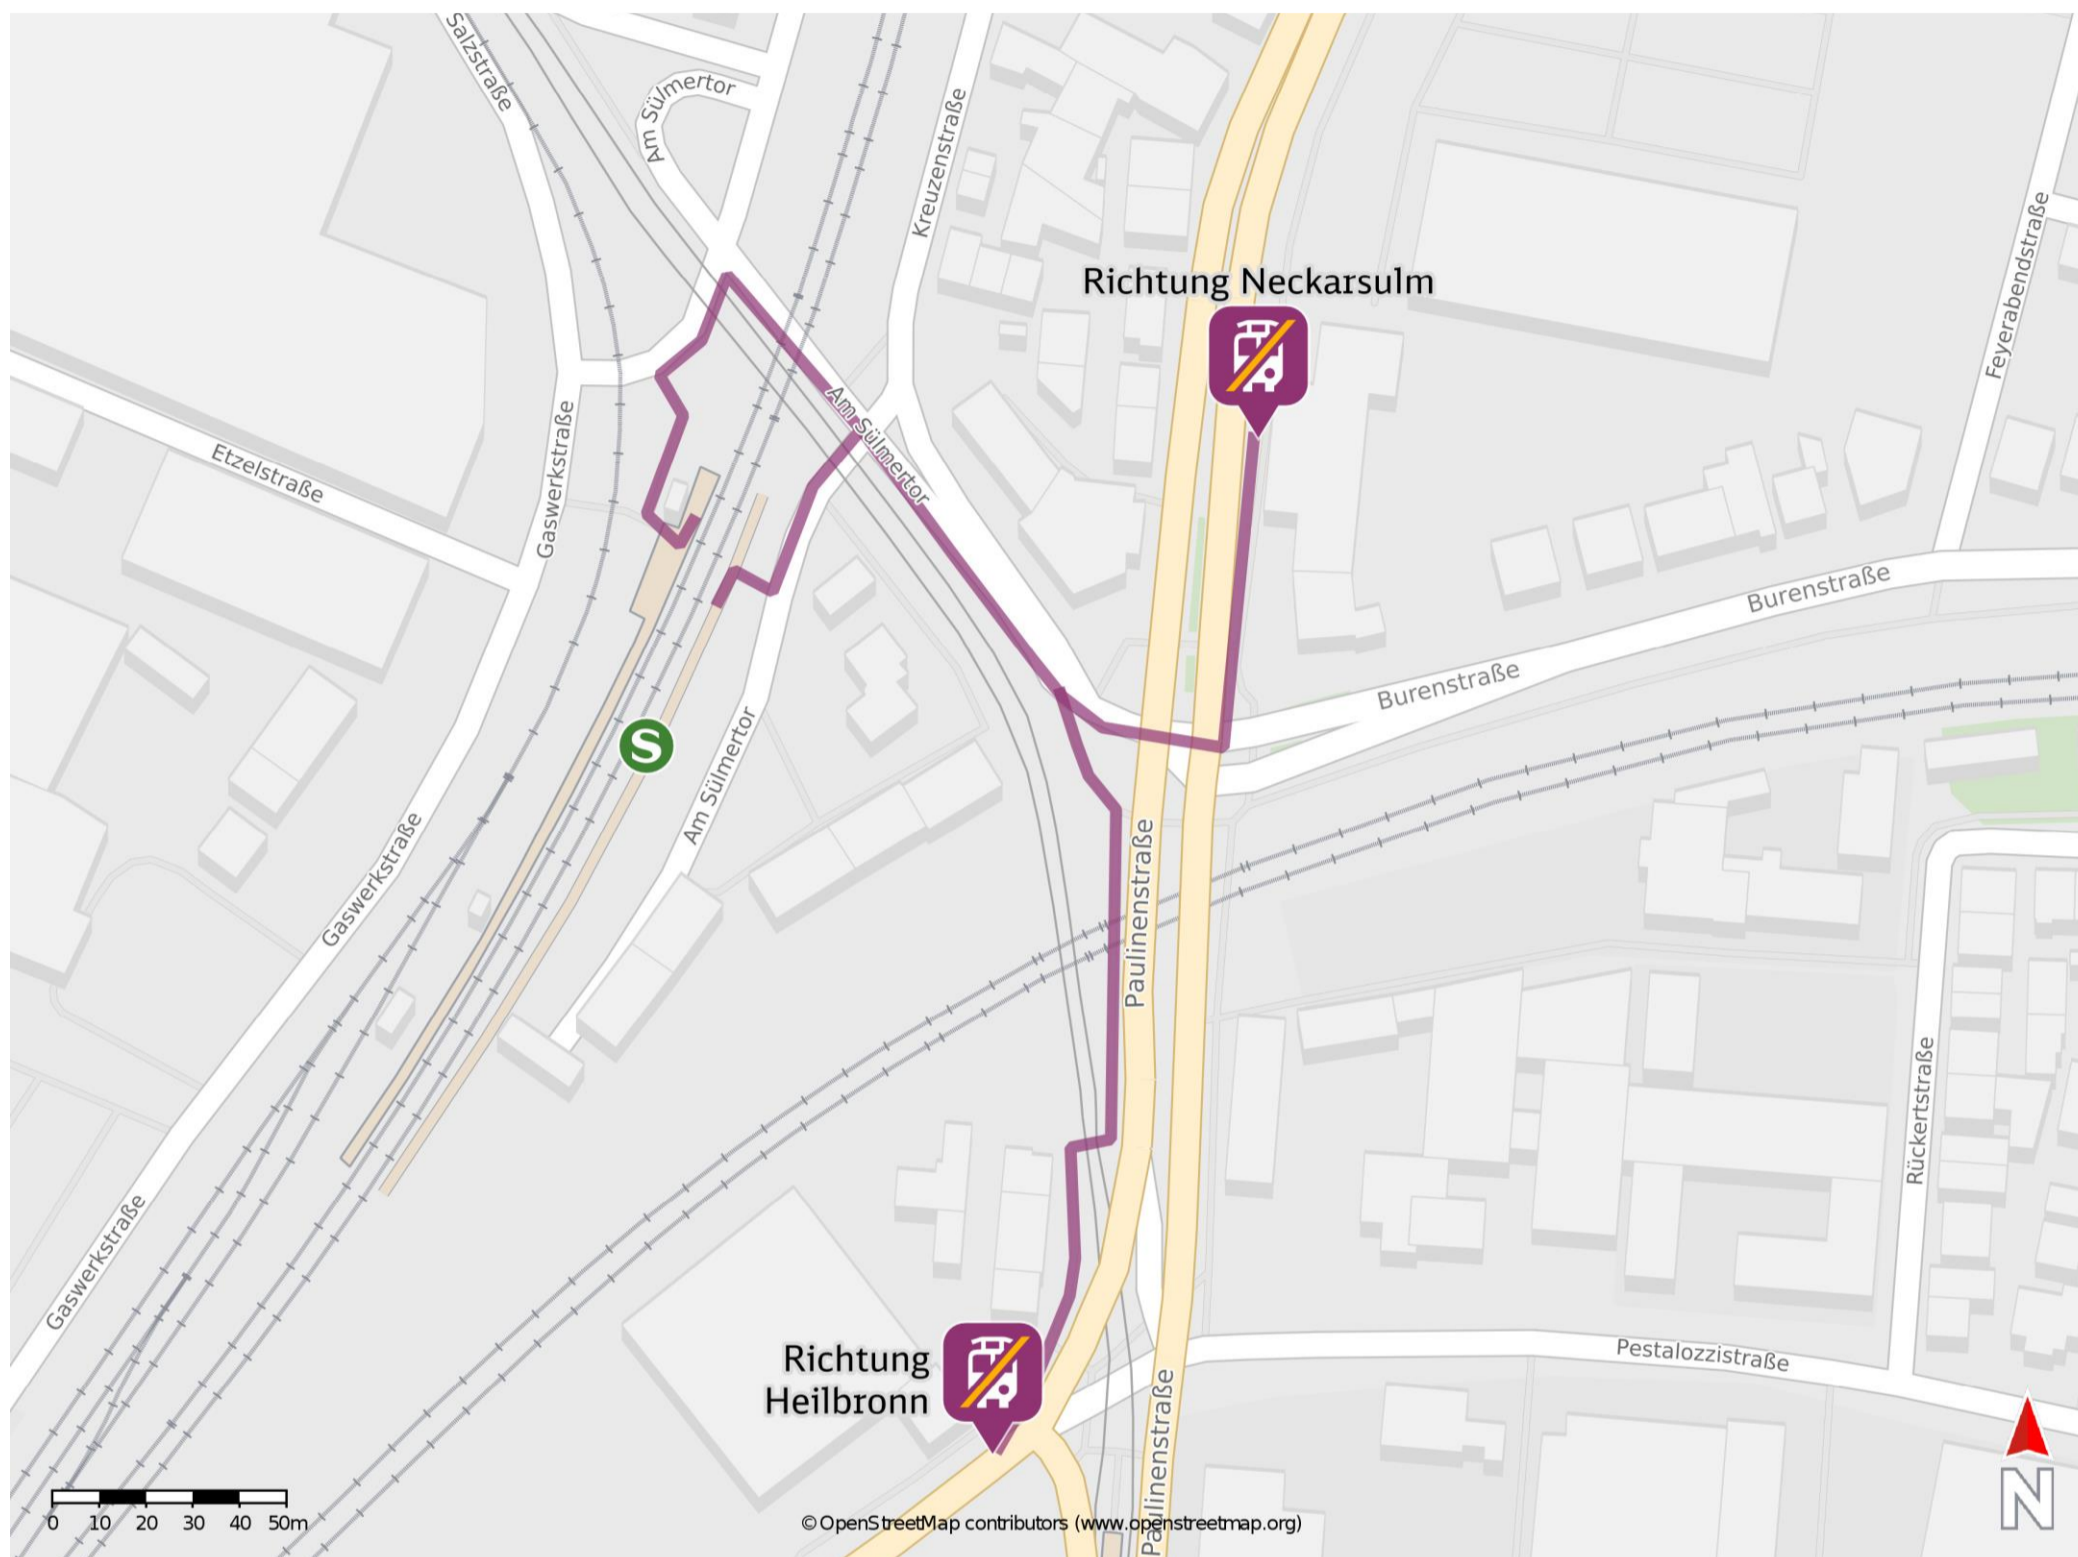 Salzstraße
Am Sülmertor
Kreuzenstraße
Feyerabendstraße
Richtung Neckarsulm
Am Sülmertor
Etzelstraße
Gaswerkstraße
Burenstraße
Burenstraße
S
Am Sülmertor
Gaswerkstraße
Paulinenstraße
Rückertstraße
Gaswerkstraße
Richtung
Heilbronn
Pestalozzistraße
Paulinenstraße
N
0 10 20 30 40 50m
© OpenStreetMap contributors (www.openstreetmap.org)